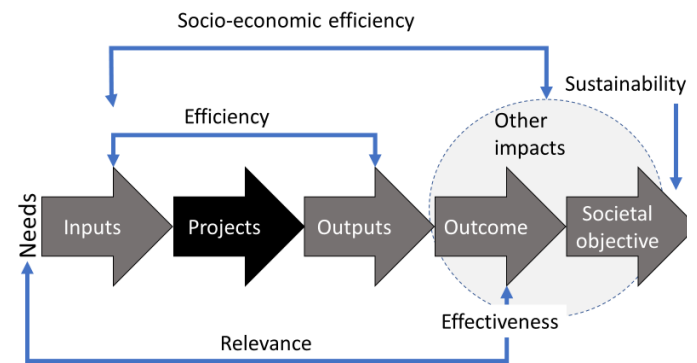 Socio-economic efficiency
Sustainability
Efficiency
Other
impacts
Needs
Inputs
Projects
Outputs
Outcome
Societal
objective
Effectiveness
Relevance